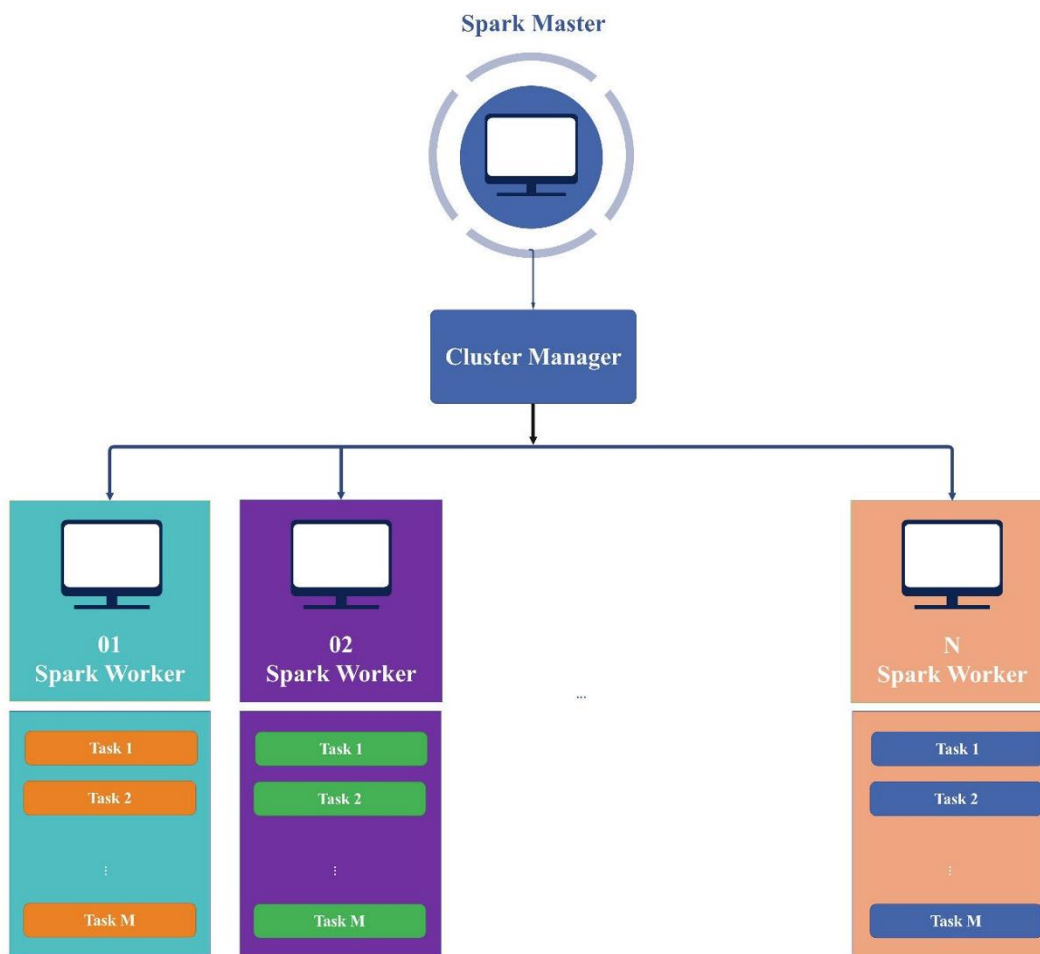 Spark Master
Cluster Manager
01
Spark Worker
02
Spark Worker
...
N
Spark Worker
Task 1
Task 2
...
Task M
Task 1
Task 2
...
Task M
Task 1
Task 2
...
Task M